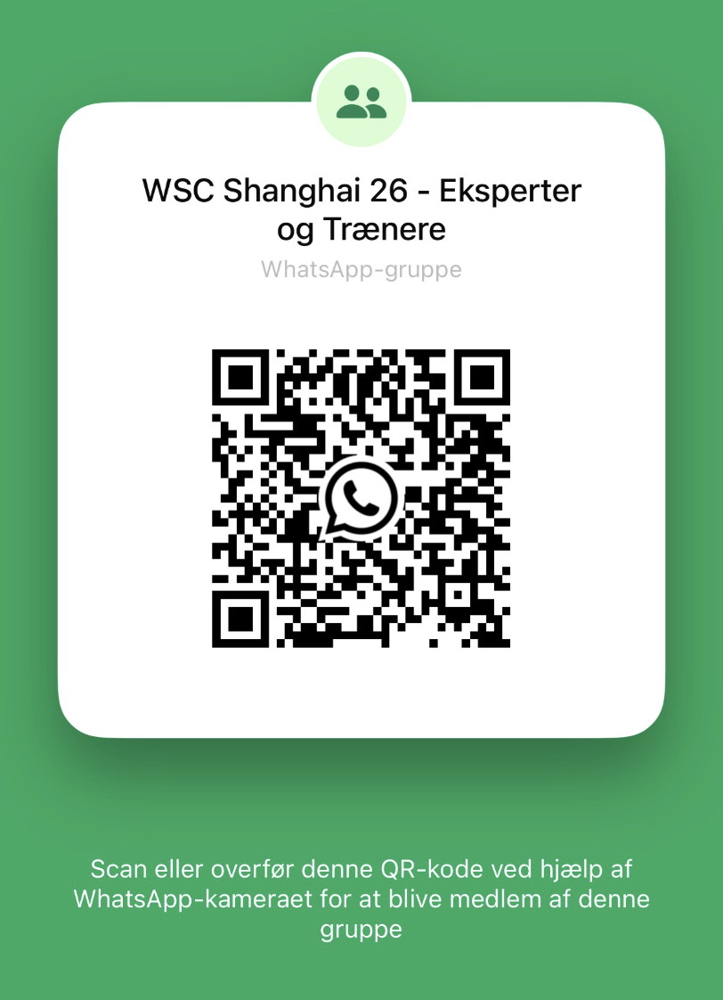 WSC Shanghai 26 - Eksperter
og Trænere
WhatsApp-gruppe
Scan eller overfør denne QR-kode ved hjælp af
WhatsApp-kameraet for at blive medlem af denne
gruppe